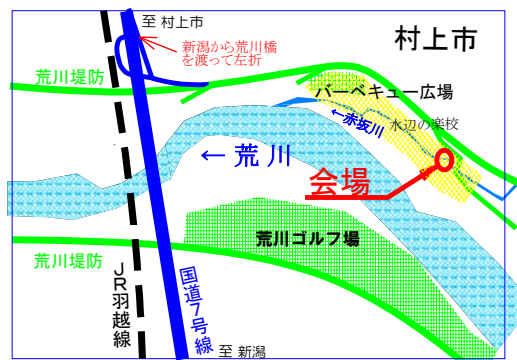 至 村上市
新潟から荒川橋
を渡って左折
村上市
荒川堤防
バーベキュー広場
←赤坂川
水辺の楽校
← 荒 川
会場
荒川ゴルフ場
荒川堤防
JR羽越線
国道7号線
至 新潟